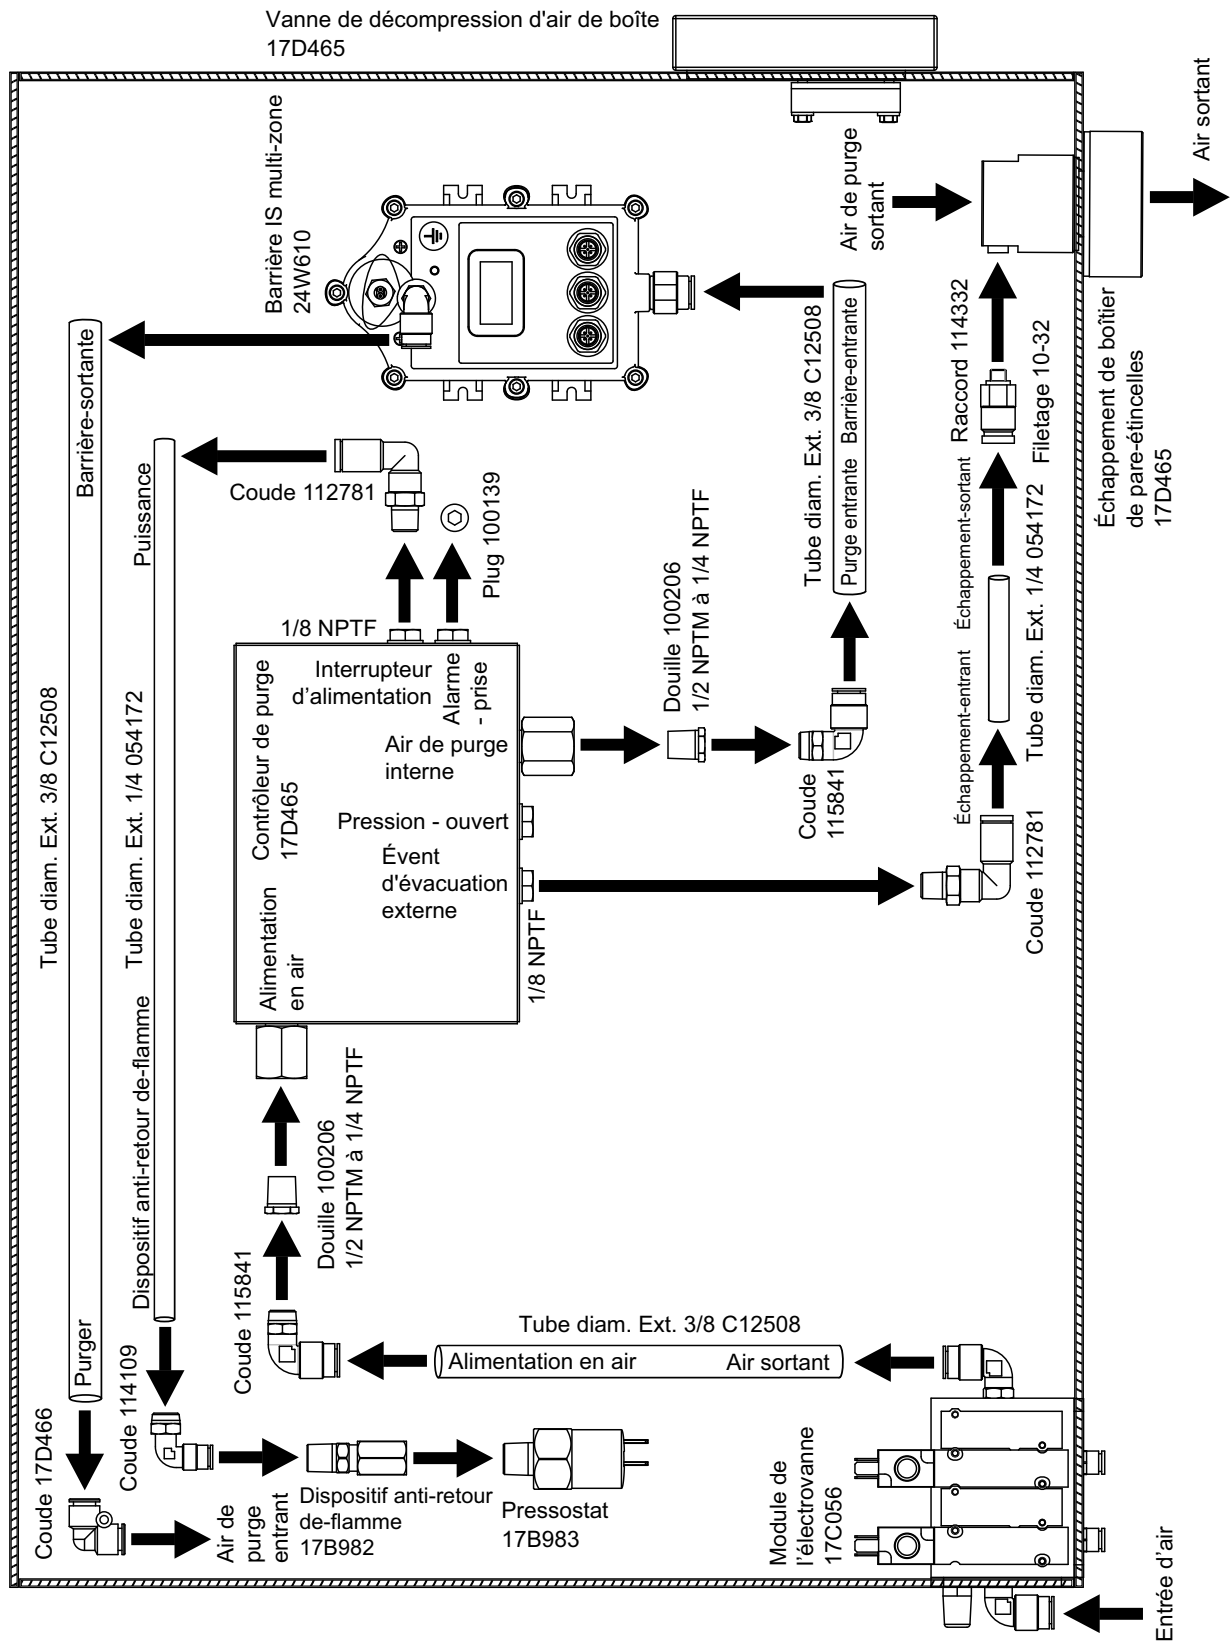 Vanne de décompression d'air de boîte
17D465
Barrière IS multi-zone
24W610
Air de purge
sortant
Air sortant
Barrière-sortante
Tube diam. Ext. 3/8 C12508
Purger
Puissance
Tube diam. Ext. 1/4 054172
Dispositif anti-retour de-flamme
Coude 112781
Plug 100139
1/8 NPTF
Interrupteur
d'alimentation
Alarme
- prise
Contrôleur de purge
17D465
Air de purge
interne
Pression - ouvert
Évent
d'évacuation
externe
Alimentation
en air
1/8 NPTF
Douille 100206
1/2 NPTM à 1/4 NPTF
Coude
115841
Tube diam. Ext. 3/8 C12508
Purge entrante
Barrière-entrante
Raccord 114332
Filetage 10-32
Échappement-sortant
Échappement-entrant
Tube diam. Ext. 1/4 054172
Coude 112781
Échappement de boîtier
de pare-étincelles
17D465
Douille 100206
1/2 NPTM à 1/4 NPTF
Coude 115841
Tube diam. Ext. 3/8 C12508
Alimentation en air
Air sortant
Coude 17D466
Coude 114109
Air de
purge
entrant
Dispositif anti-retour
de-flamme
17B982
Pressostat
17B983
Module de
l'électrovanne
17C056
Entrée d'air